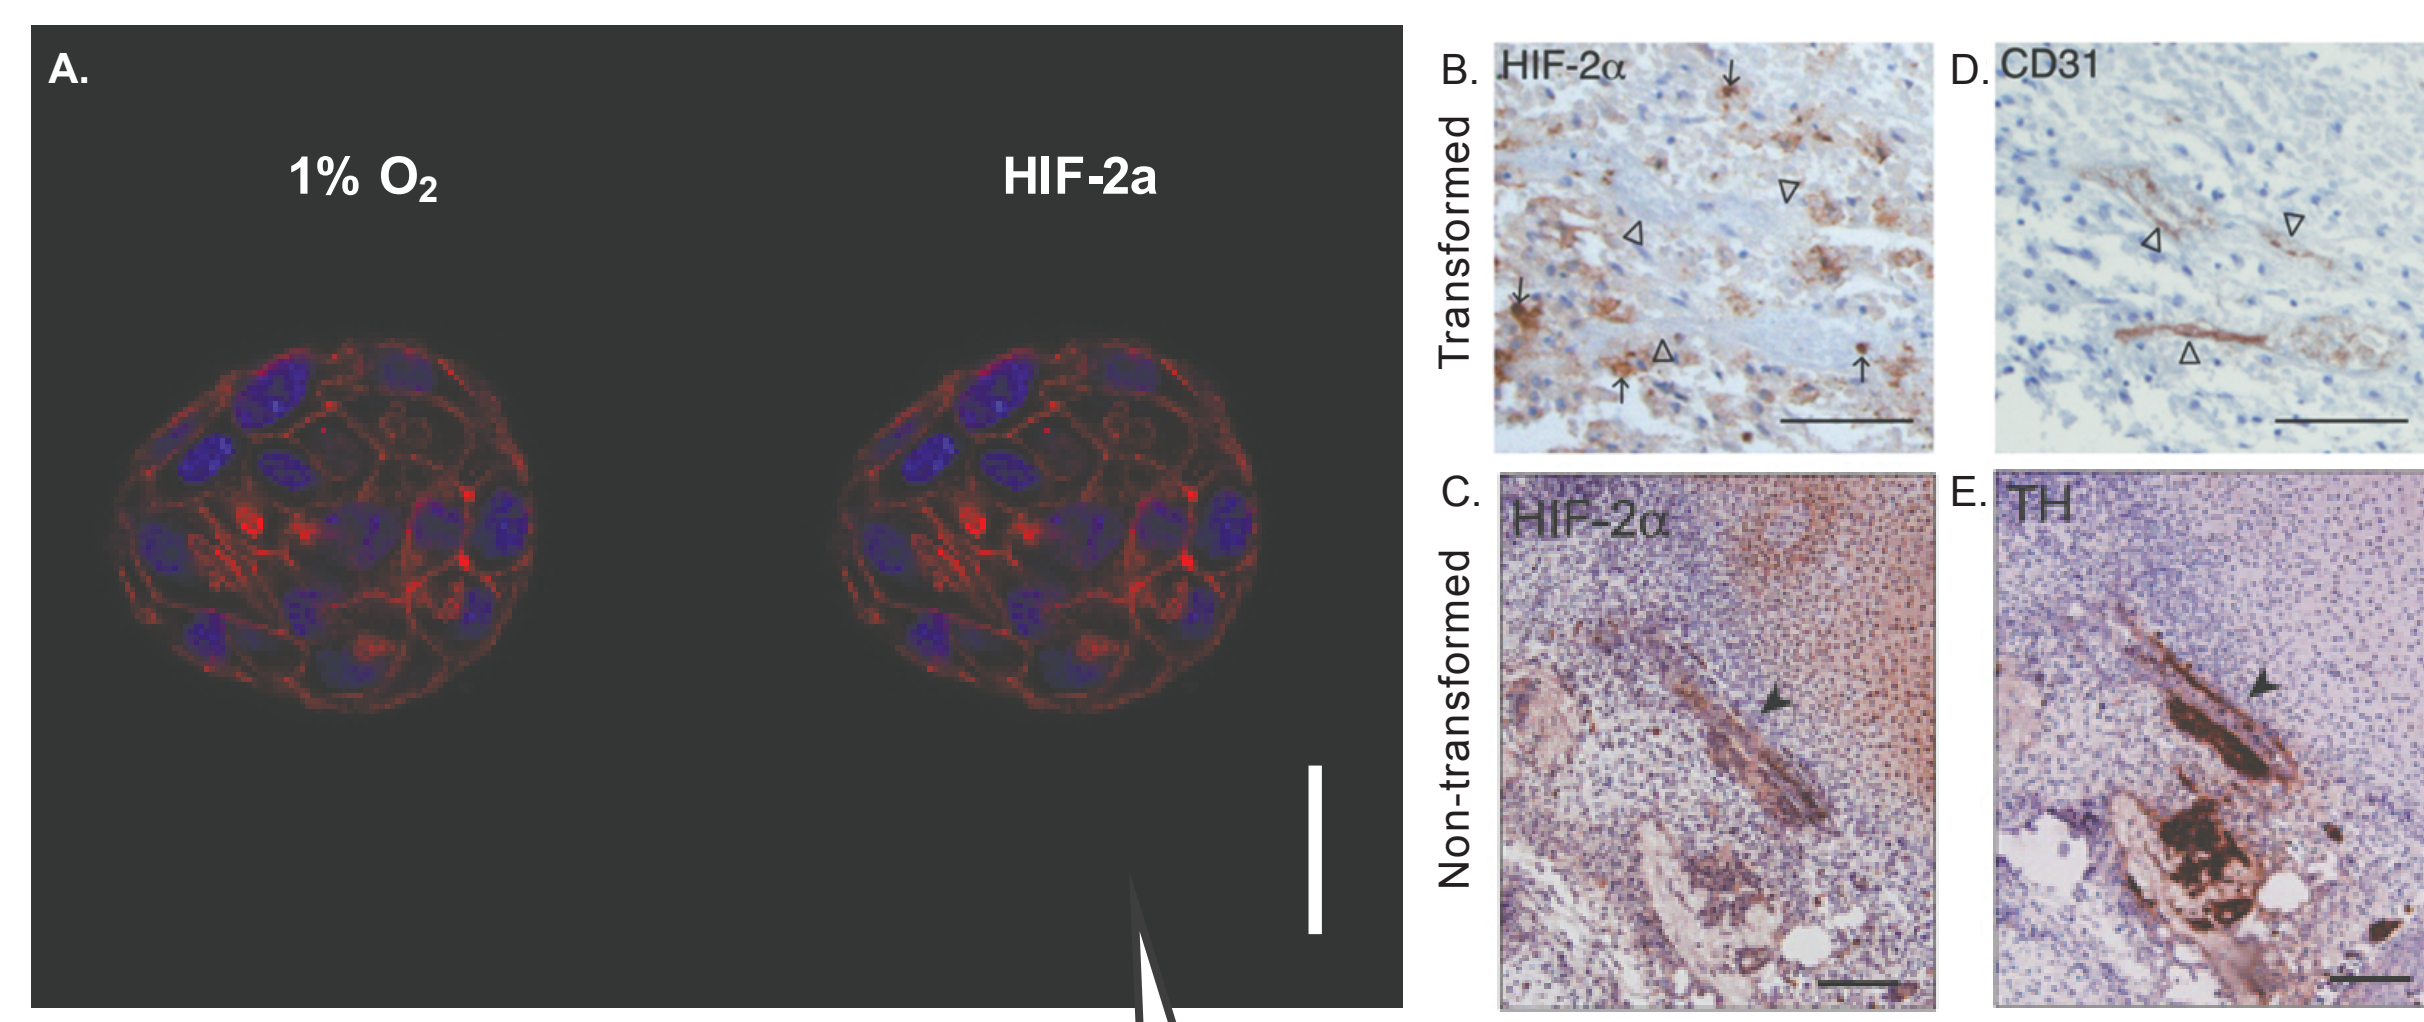 A.
1% O₂
HIF-2a
B.
.HIF-2α
D.
CD31
Transformed
C.
HIF-2α
E.
TH
Non-transformed